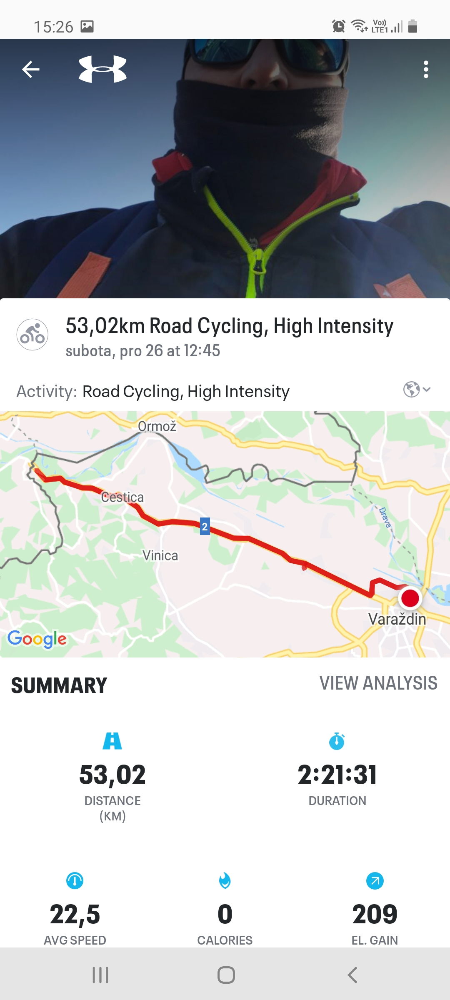 15:26
Vo))
LTE1
53,02km Road Cycling, High Intensity
subota, pro 26 at 12:45
Activity: Road Cycling, High Intensity
Ormož
Cestica
2
Drava
Vinica
Varaždin
Google
SUMMARY
VIEW ANALYSIS
53,02
DISTANCE
(KM)
2:21:31
DURATION
22,5
AVG SPEED
0
CALORIES
209
EL. GAIN